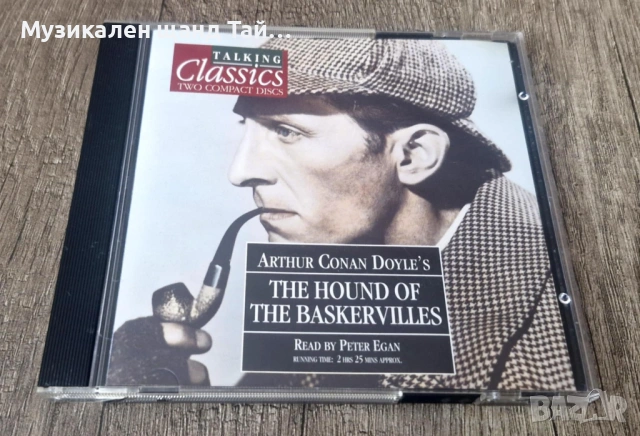 Музикален шанд Тай...
TALKING
Classics
TWO COMPACT DISCS
ARTHUR CONAN DOYLE'S
THE HOUND OF
THE BASKERVILLES
READ BY PETER EGAN
RUNNING TIME: 2 HRS 25 MINS APPROX.
BAZAR